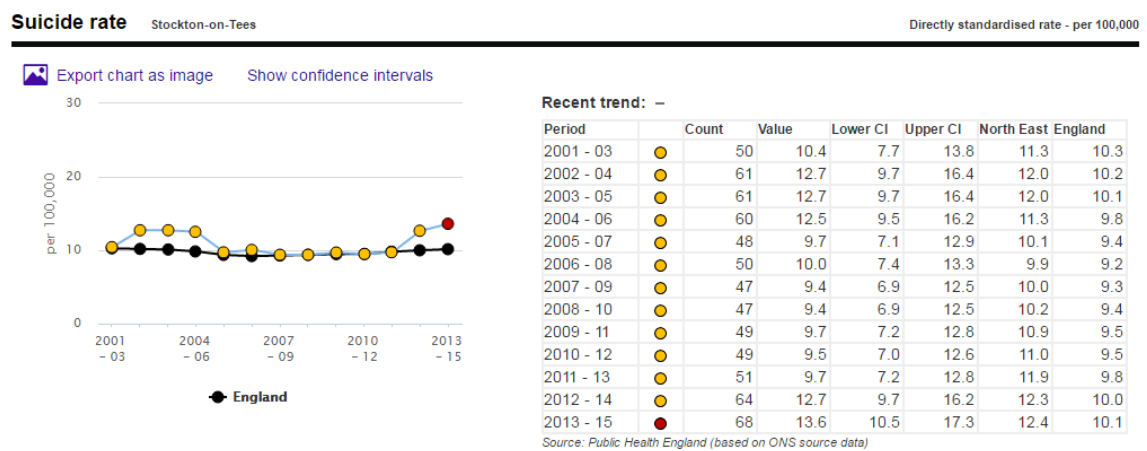 Suicide rate Stockton-on-Tees Directly standardised rate - per 100,000
Export chart as image Show confidence intervals
30
20
10
0
per 100,000
2001 - 03
2004 - 06
2007 - 09
2010 - 12
2013 - 15
England
Recent trend: –
Period Count Value Lower CI Upper CI North East England
2001 - 03 50 10.4 7.7 13.8 11.3 10.3
2002 - 04 61 12.7 9.7 16.4 12.0 10.2
2003 - 05 61 12.7 9.7 16.4 12.0 10.1
2004 - 06 60 12.5 9.5 16.2 11.3 9.8
2005 - 07 48 9.7 7.1 12.9 10.1 9.4
2006 - 08 50 10.0 7.4 13.3 9.9 9.2
2007 - 09 47 9.4 6.9 12.5 10.0 9.3
2008 - 10 47 9.4 6.9 12.5 10.2 9.4
2009 - 11 49 9.7 7.2 12.8 10.9 9.5
2010 - 12 49 9.5 7.0 12.6 11.0 9.5
2011 - 13 51 9.7 7.2 12.8 11.9 9.8
2012 - 14 64 12.7 9.7 16.2 12.3 10.0
2013 - 15 68 13.6 10.5 17.3 12.4 10.1
Source: Public Health England (based on ONS source data)